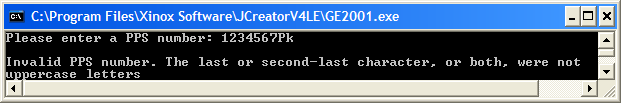 C:\Program Files\Xinox Software\JCreatorV4LE\GE2001.exe
Please enter a PPS number: 1234567Pk
Invalid PPS number. The last or second-last character, or both, were not
uppercase letters